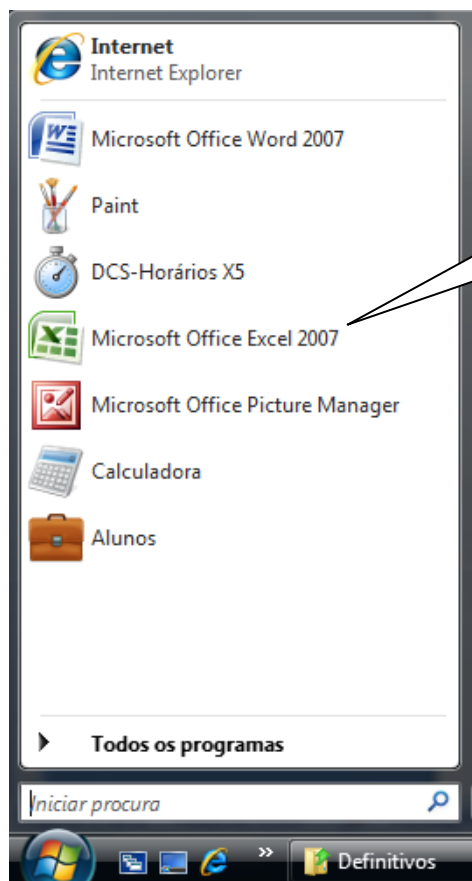 Internet
Internet Explorer
Microsoft Office Word 2007
Paint
DCS-Horários X5
Microsoft Office Excel 2007
Microsoft Office Picture Manager
Calculadora
Alunos
Todos os programas
Iniciar procura
Definitivos